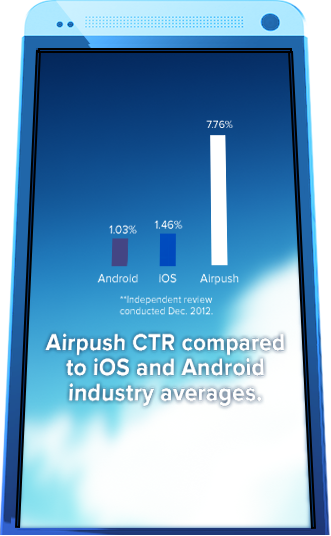 7.76%
1.03%
1.46%
Android
iOS
Airpush
**Independent review
conducted Dec. 2012.
Airpush CTR compared
to iOS and Android
industry averages.